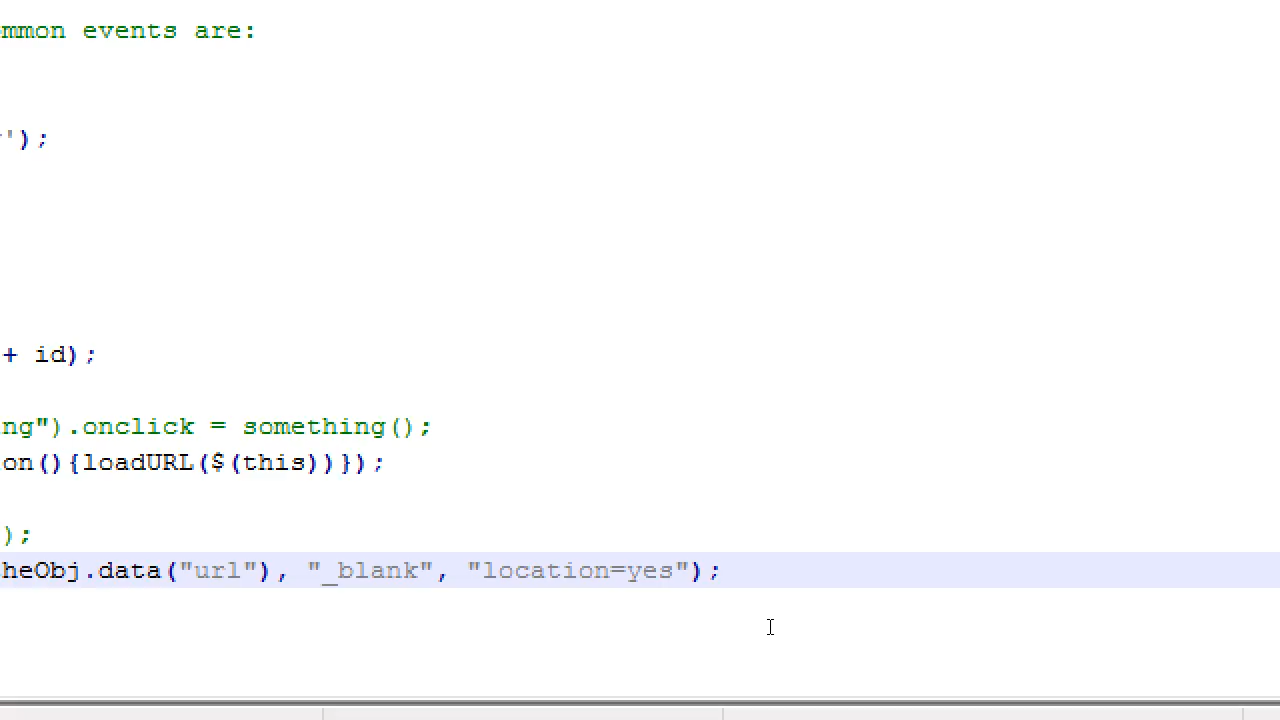 mmon events are:
');
+ id);
ng").onclick = something();
on(){loadURL($(this))});
);
heObj.data("url"), "_blank", "location=yes");